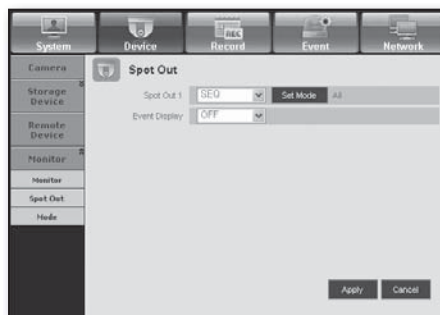 REC
System Device Record Event Network
Camera
Storage
Device
Remote
Device
Monitor
Monitor
Spot Out
Mode
Spot Out
Spot Out 1 SEQ Set Mode All
Event Display OFF
Apply Cancel